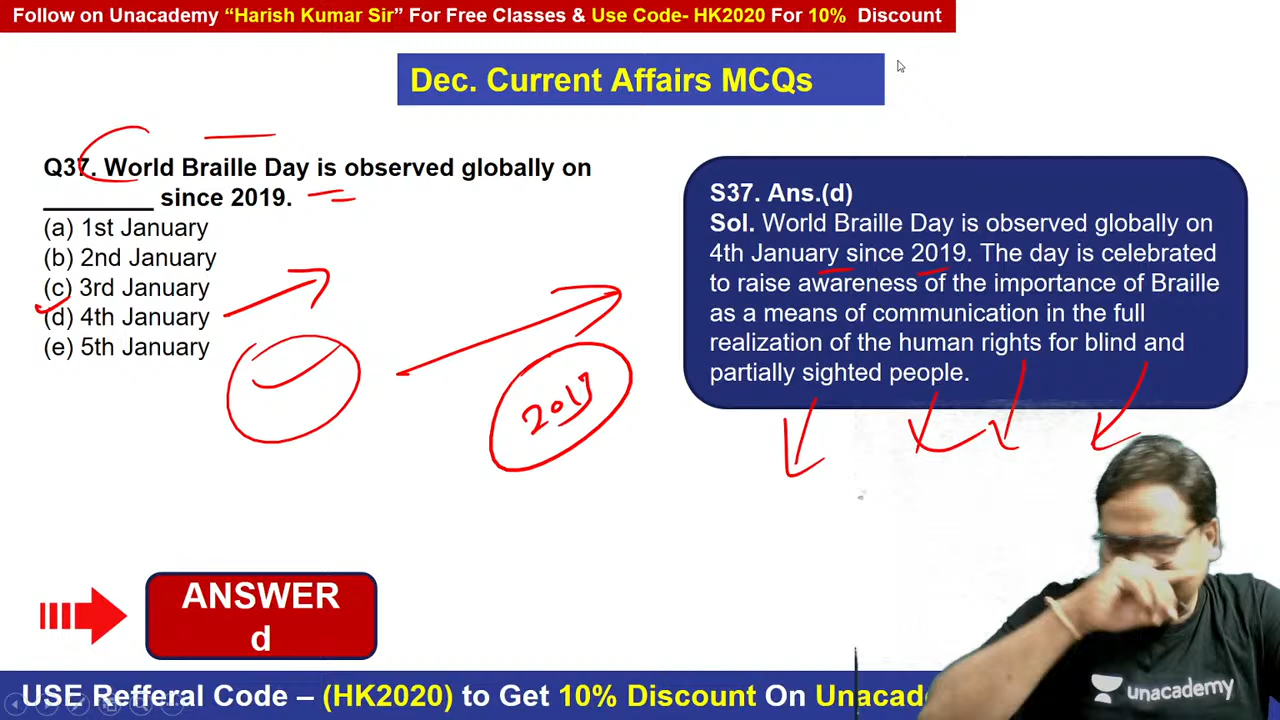 Follow on Unacademy “Harish Kumar Sir” For Free Classes & Use Code- HK2020 For 10% Discount
Dec. Current Affairs MCQs
Q37. World Braille Day is observed globally on
________ since 2019.
(a) 1st January
(b) 2nd January
(c) 3rd January
(d) 4th January
(e) 5th January
S37. Ans.(d)
Sol. World Braille Day is observed globally on
4th January since 2019. The day is celebrated
to raise awareness of the importance of Braille
as a means of communication in the full
realization of the human rights for blind and
partially sighted people.
ANSWER
d
unacademy
USE Refferal Code – (HK2020) to Get 10% Discount On Unacad